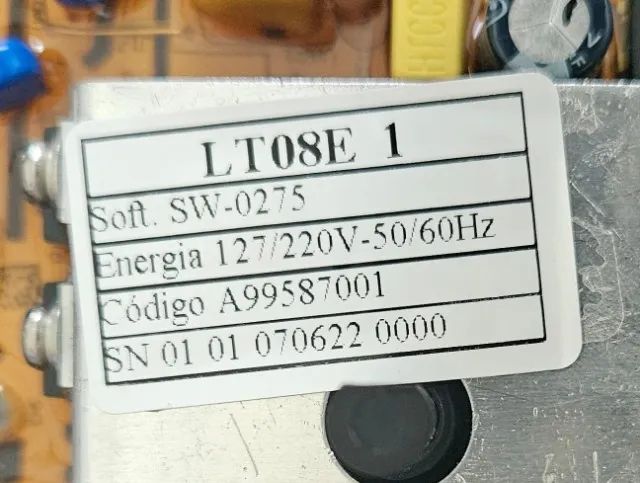 LT08E 1
Soft. SW-0275
Energia 127/220V-50/60Hz
Código A99587001
SN 01 01 070622 0000